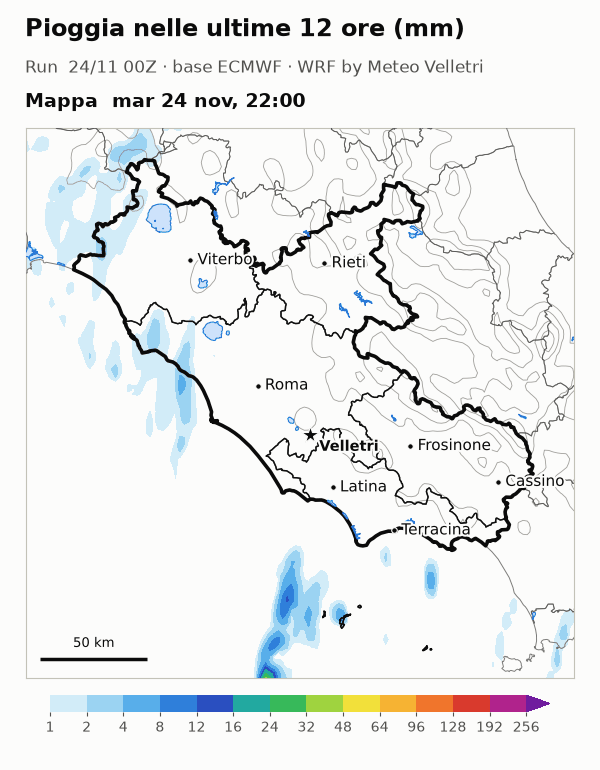 Pioggia nelle ultime 12 ore (mm)
Run  24/11 00Z · base ECMWF · WRF by Meteo Velletri
Mappa  mar 24 nov, 22:00
Viterbo
Rieti
Roma
Velletri
Frosinone
Cassino
Latina
Terracina
50 km
1 2 4 8 12 16 24 32 48 64 96 128 192 256